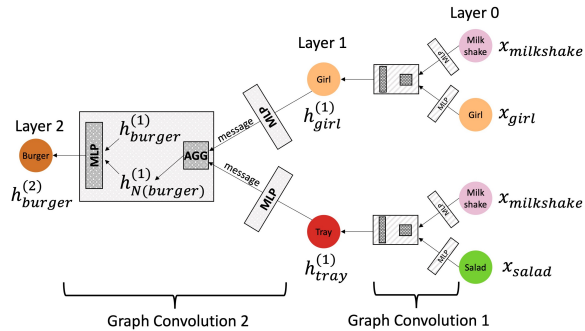 Layer 0
Milk
shake
x_milkshake
MLP
Layer 1
Girl
h_girl^(1)
MLP
Girl
x_girl
MLP
message
Layer 2
Burger
h_burger^(2)
MLP
h_burger^(1)
h_N(burger)^(1)
AGG
message
MLP
Tray
h_tray^(1)
Milk
shake
x_milkshake
MLP
MLP
Salad
x_salad
Graph Convolution 2
Graph Convolution 1